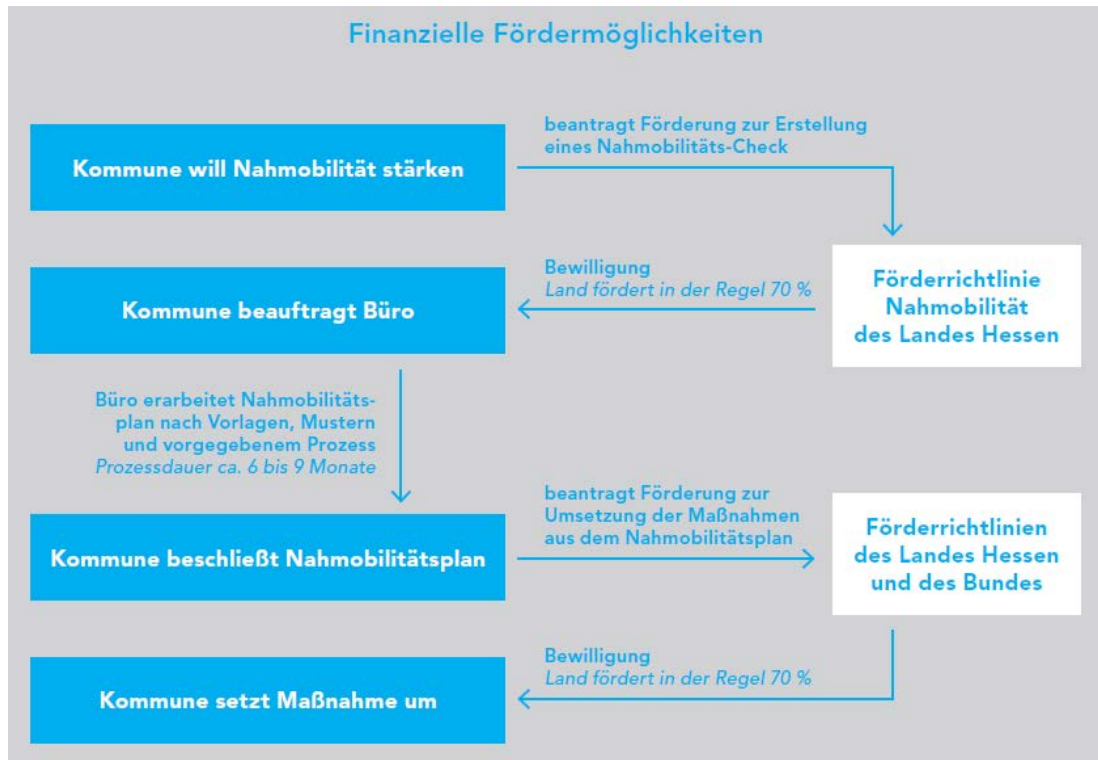 Finanzielle Fördermöglichkeiten
Kommune will Nahmobilität stärken
beantragt Förderung zur Erstellung
eines Nahmobilitäts-Check
Förderrichtlinie
Nahmobilität
des Landes Hessen
Bewilligung
Land fördert in der Regel 70 %
Kommune beauftragt Büro
Büro erarbeitet Nahmobilitäts-
plan nach Vorlagen, Mustern
und vorgegebenem Prozess
Prozessdauer ca. 6 bis 9 Monate
Kommune beschließt Nahmobilitätsplan
beantragt Förderung zur
Umsetzung der Maßnahmen
aus dem Nahmobilitätsplan
Förderrichtlinien
des Landes Hessen
und des Bundes
Bewilligung
Land fördert in der Regel 70 %
Kommune setzt Maßnahme um